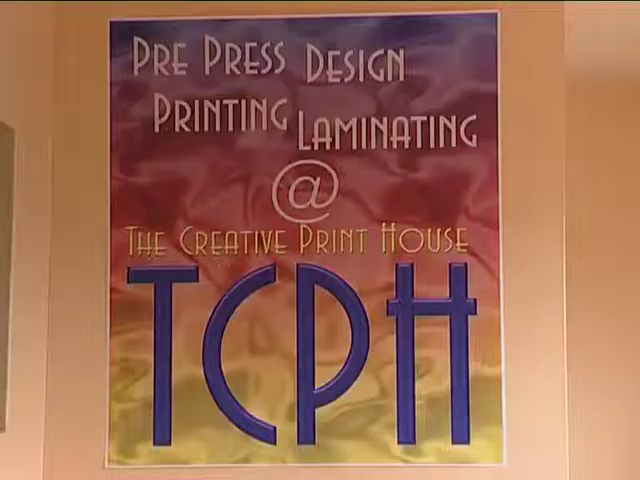 Pre Press Design
Printing Laminating
@
The Creative Print House
TCPH